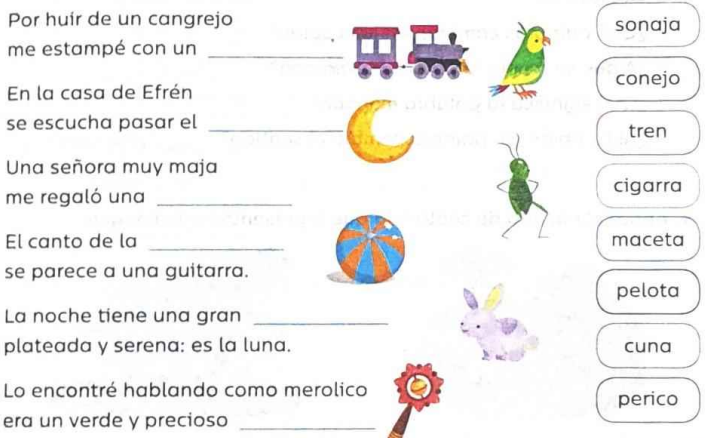 Por huir de un cangrejo
me estampé con un
En la casa de Efrén
se escucha pasar el
Una señora muy maja
me regaló una
El canto de la
se parece a una guitarra.
La noche tiene una gran
plateada y serena: es la luna.
Lo encontré hablando como merolico
era un verde y precioso
sonaja
conejo
tren
cigarra
maceta
pelota
cuna
perico